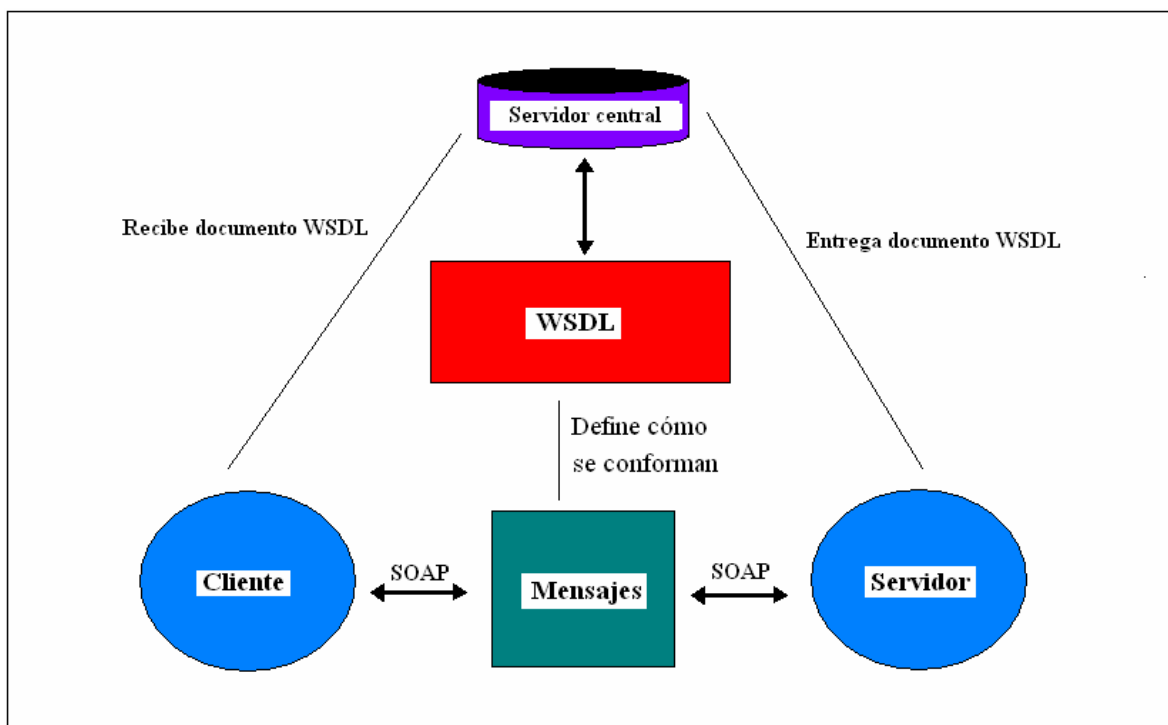 Servidor central
Recibe documento WSDL
Entrega documento WSDL
WSDL
Define cómo
se conforman
Cliente
SOAP
Mensajes
SOAP
Servidor